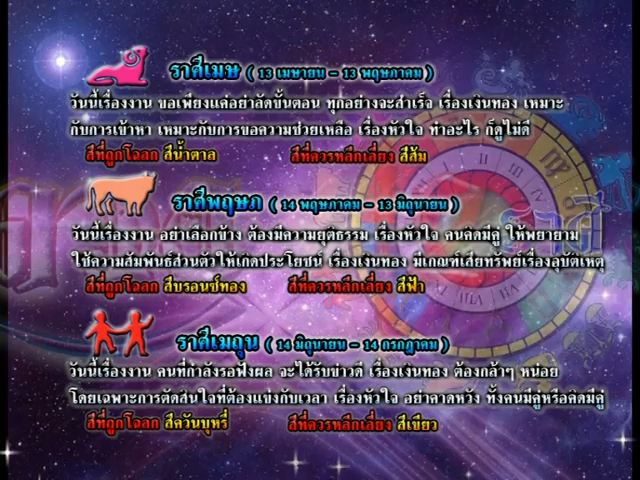 ราศีเมษ ( 13 เมษายน - 13 พฤษภาคม )
วันนี้เรื่องงาน ขอเพียงแค่อย่าลัดขั้นตอน ทุกอย่างจะสำเร็จ เรื่องเงินทอง เหมาะ
กับการเข้าหา เหมาะกับการขอความช่วยเหลือ เรื่องหัวใจ ทำอะไร ก็ดูไม่ดี
สีที่ถูกโฉลก สีน้ำตาล สีที่ควรหลีกเลี่ยง สีส้ม
ราศีพฤษภ ( 14 พฤษภาคม - 13 มิถุนายน )
วันนี้เรื่องงาน อย่าเลือกข้าง ต้องมีความยุติธรรม เรื่องหัวใจ คนคิดมีคู่ ให้พยายาม
ใช้ความสัมพันธ์ส่วนตัวให้เกิดประโยชน์ เรื่องเงินทอง มีเกณฑ์เสียทรัพย์เรื่องอุบัติเหตุ
สีที่ถูกโฉลก สีบรอนซ์ทอง สีที่ควรหลีกเลี่ยง สีฟ้า
ราศีเมถุน ( 14 มิถุนายน - 14 กรกฎาคม )
วันนี้เรื่องงาน คนที่กำลังรอฟังผล จะได้รับข่าวดี เรื่องเงินทอง ต้องกล้าๆ หน่อย
โดยเฉพาะการตัดสินใจที่ต้องแข่งกับเวลา เรื่องหัวใจ อย่าคาดหวัง ทั้งคนมีคู่หรือคิดมีคู่
สีที่ถูกโฉลก สีควันบุหรี่ สีที่ควรหลีกเลี่ยง สีเขียว